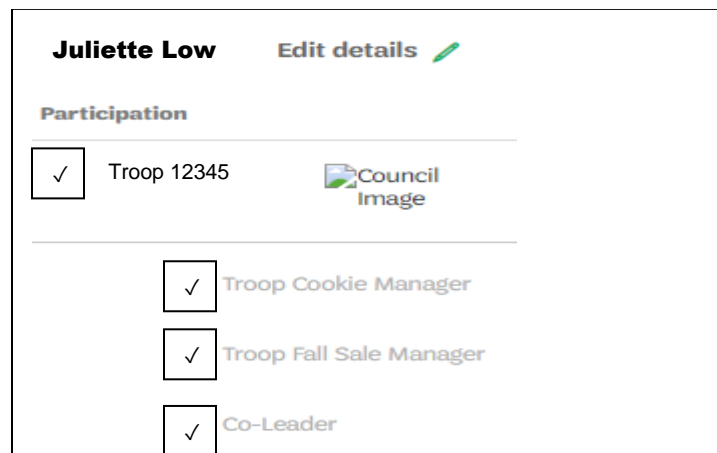 Juliette Low Edit details
Participation
✓ Troop 12345 Council
Image
✓ Troop Cookie Manager
✓ Troop Fall Sale Manager
✓ Co-Leader